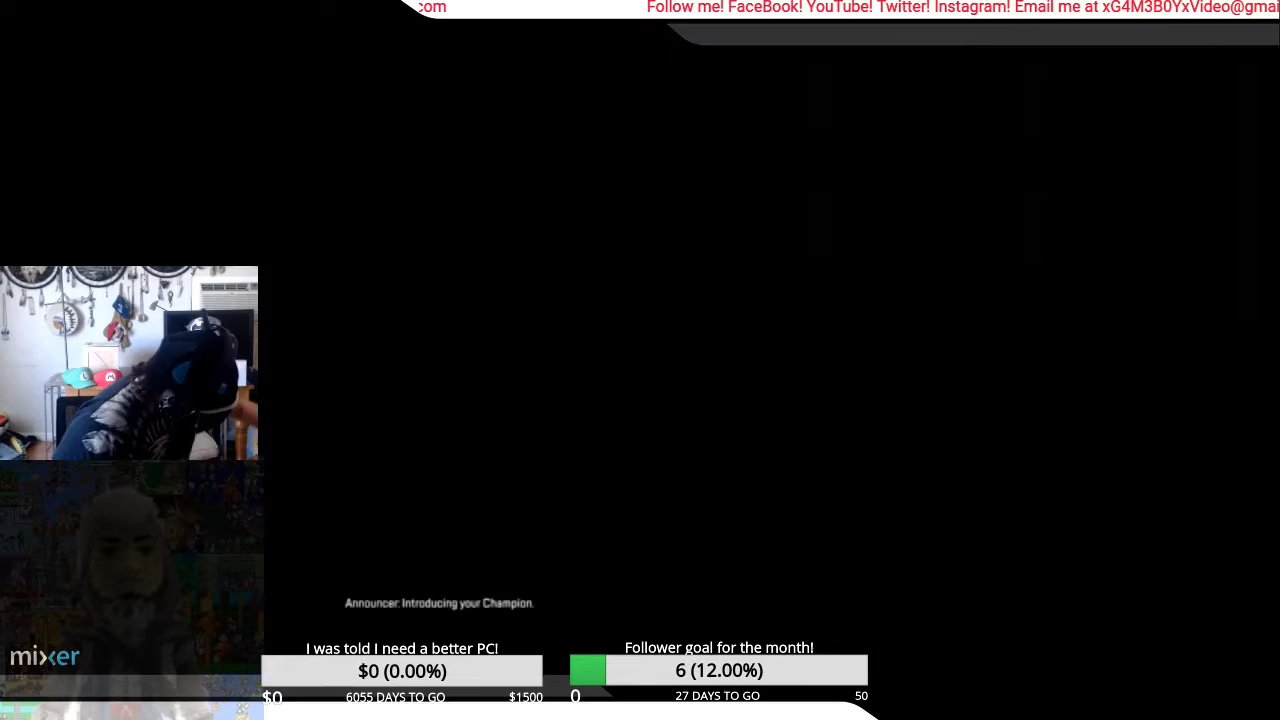 com
Follow me! FaceBook! YouTube! Twitter! Instagram! Email me at xG4M3B0YxVideo@gmai
Announcer: Introducing your Champion.
I was told I need a better PC!
$0 (0.00%)
$0
6055 DAYS TO GO
$1500
Follower goal for the month!
6 (12.00%)
0
27 DAYS TO GO
50
mixer